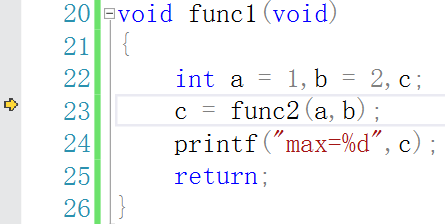 20 void func1(void)
21 {
22 int a = 1,b = 2,c;
23 c = func2(a,b);
24 printf("max=%d",c);
25 return;
26 }